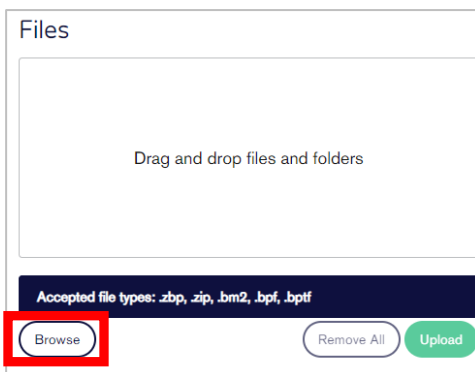 Files
Drag and drop files and folders
Accepted file types: .zbp, .zip, .bm2, .bpf, .bptf
Browse Remove All Upload